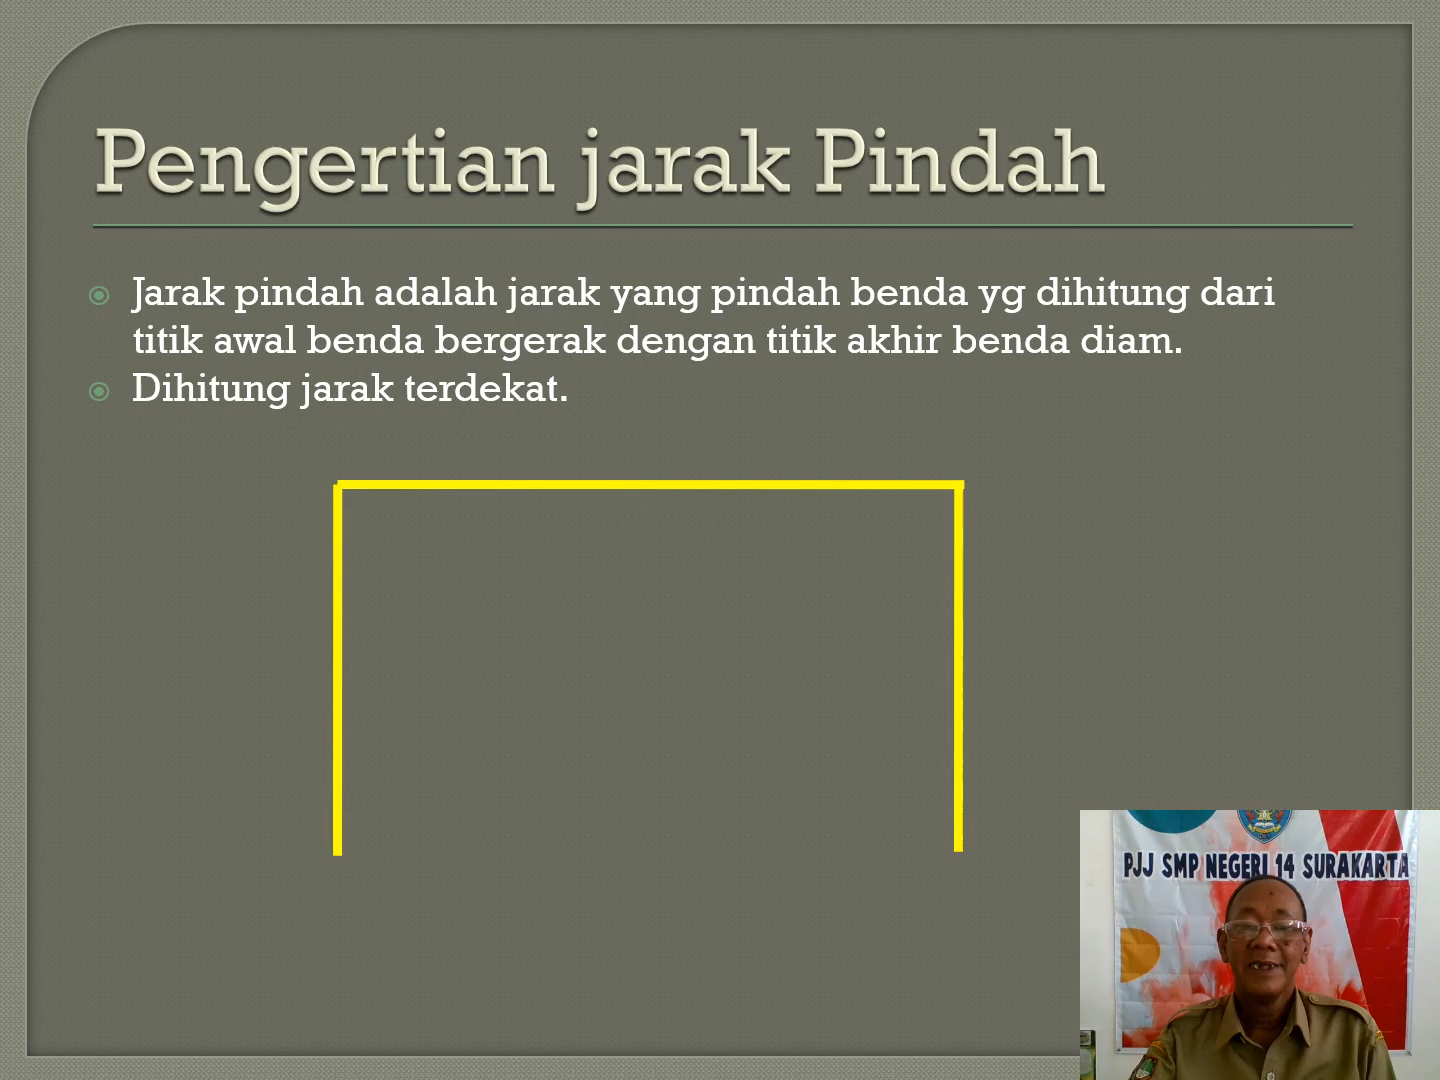 Pengertian jarak Pindah
Jarak pindah adalah jarak yang pindah benda yg dihitung dari
titik awal benda bergerak dengan titik akhir benda diam.
Dihitung jarak terdekat.
PJJ SMP NEGERI 14 SURAKARTA